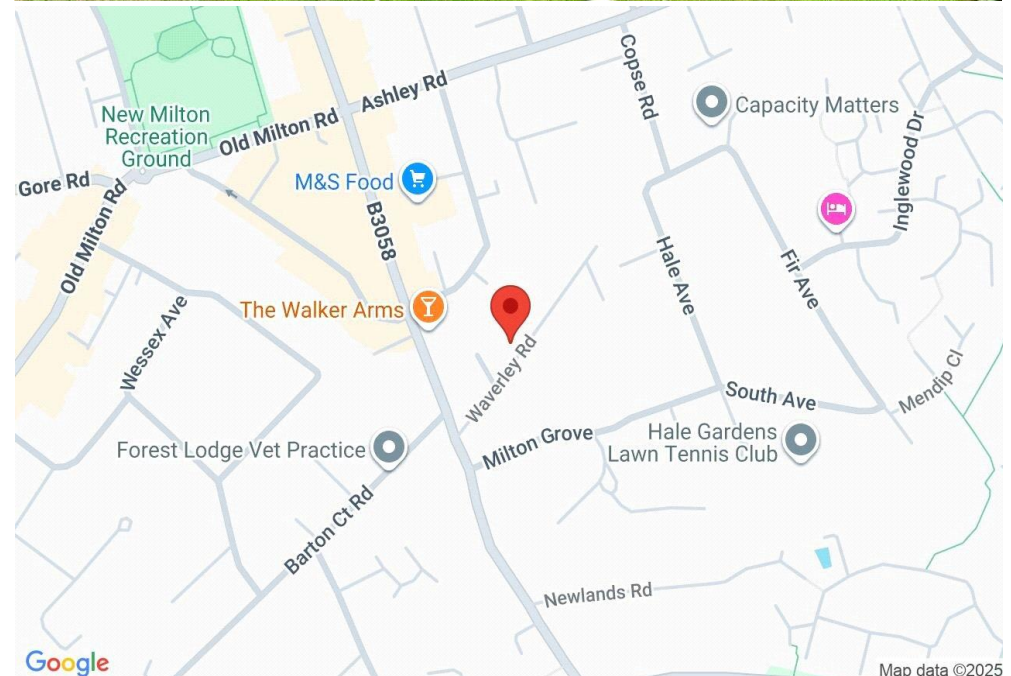 Copse Rd
Capacity Matters
Ashley Rd
New Milton
Recreation
Ground
Old Milton Rd
Inglewood Dr
Gore Rd
M&S Food
Old Milton Rd
B3058
Hale Ave
Fir Ave
The Walker Arms
Wessex Ave
Waverley Rd
South Ave
Mendip Cl
Forest Lodge Vet Practice
Milton Grove
Hale Gardens
Lawn Tennis Club
Barton Ct Rd
Newlands Rd
Google
Map data ©2025